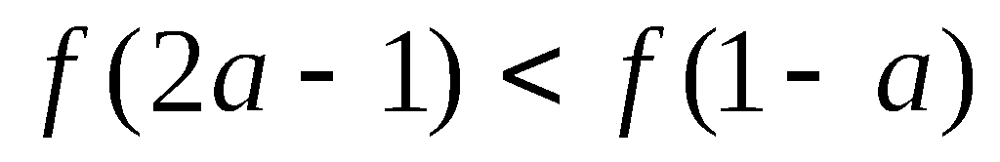 f(2a - 1) < f(1 - a)